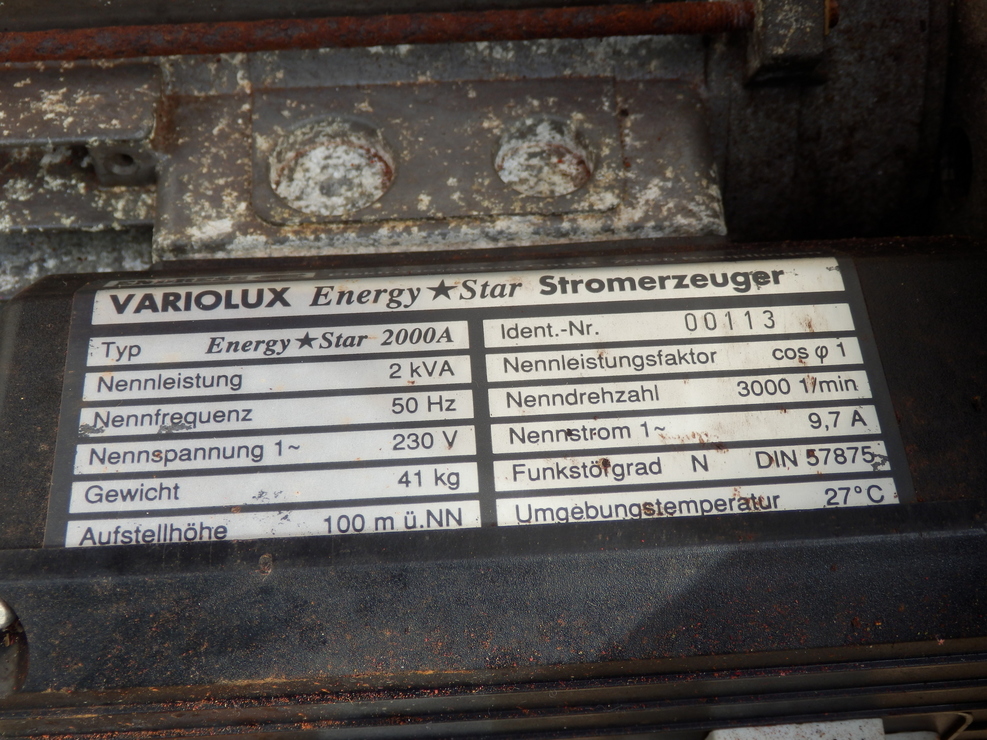 VARIOLUX Energy★Star Stromerzeuger
Typ Energy★Star 2000A
Nennleistung 2 kVA
Nennfrequenz 50 Hz
Nennspannung 1~ 230 V
Gewicht 41 kg
Aufstellhöhe 100 m ü.NN
Ident.-Nr. 00113
Nennleistungsfaktor cos φ 1
Nenndrehzahl 3000 1/min
Nennstrom 1~ 9,7 A
Funkstörgrad N DIN 57875
Umgebungstemperatur 27°C